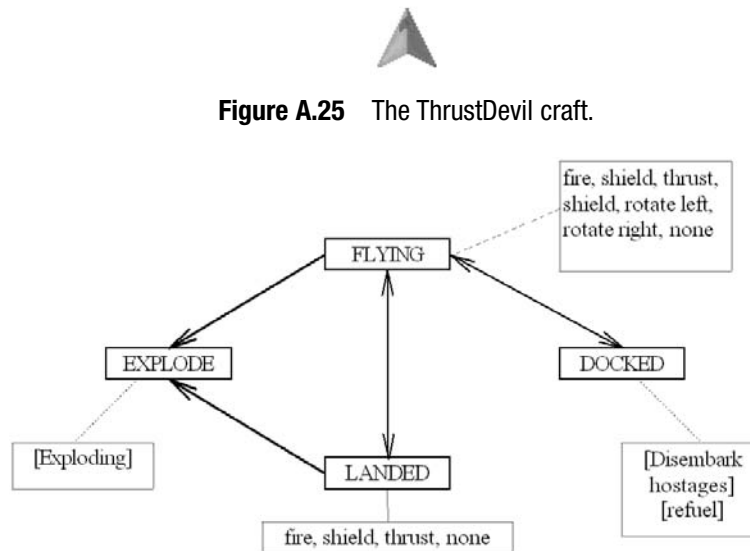 Figure A.25 The ThrustDevil craft.
fire, shield, thrust,
shield, rotate left,
rotate right, none
FLYING
EXPLODE
DOCKED
[Exploding]
LANDED
[Disembark
hostages]
[refuel]
fire, shield, thrust, none